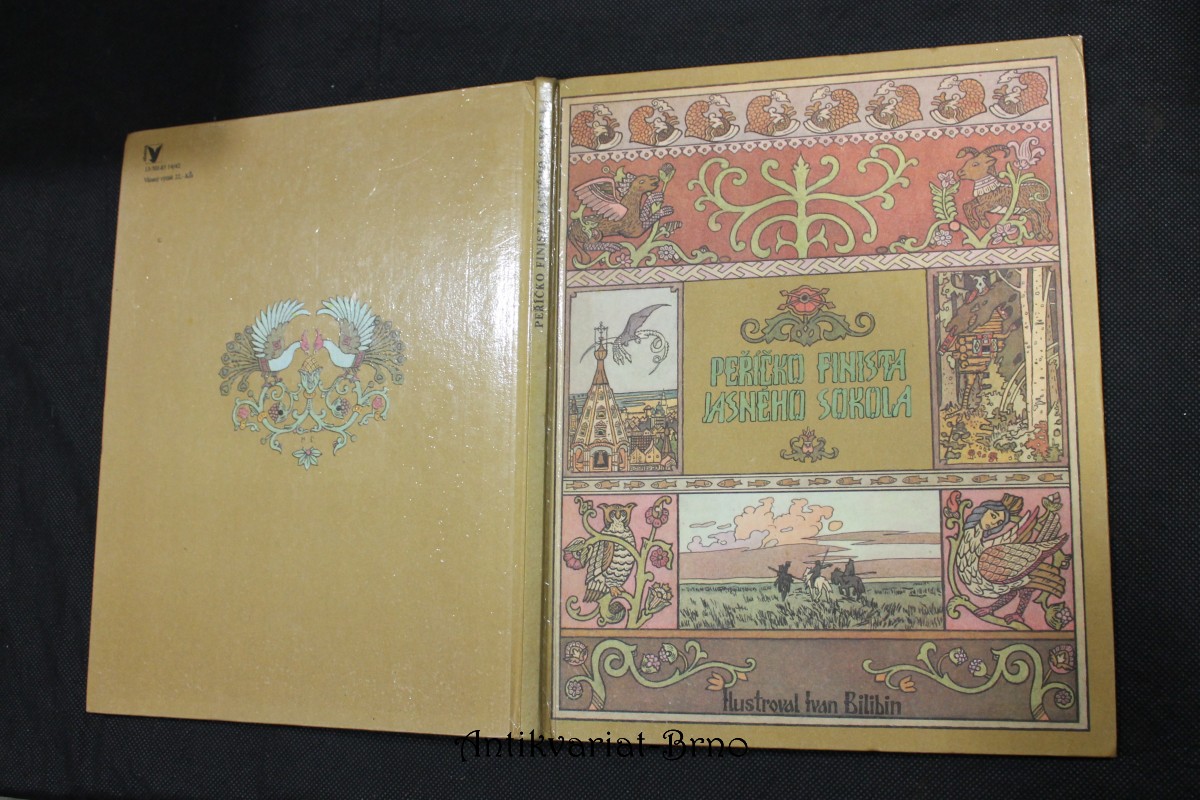 PEŘÍČKO FINISTA
JASNÉHO SOKOLA
Ilustroval Ivan Bilibin
PEŘÍČKO FINISTA JASNÉHO SOKOLA
Antikvariat Brno